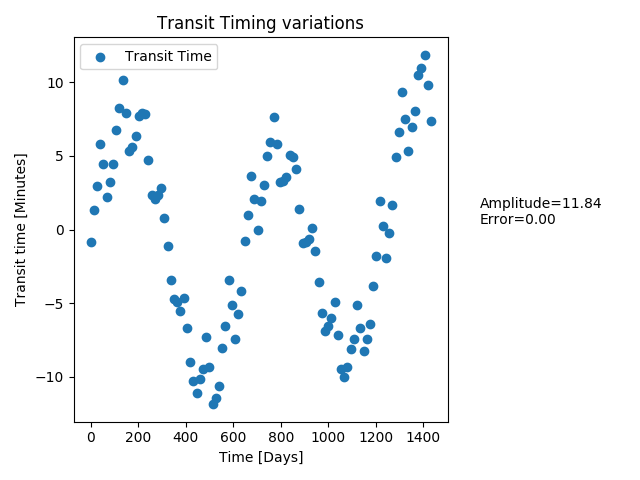 Transit Timing variations
Transit Time
10
5
0
−5
−10
Transit time [Minutes]
0 200 400 600 800 1000 1200 1400
Time [Days]
Amplitude=11.84
Error=0.00